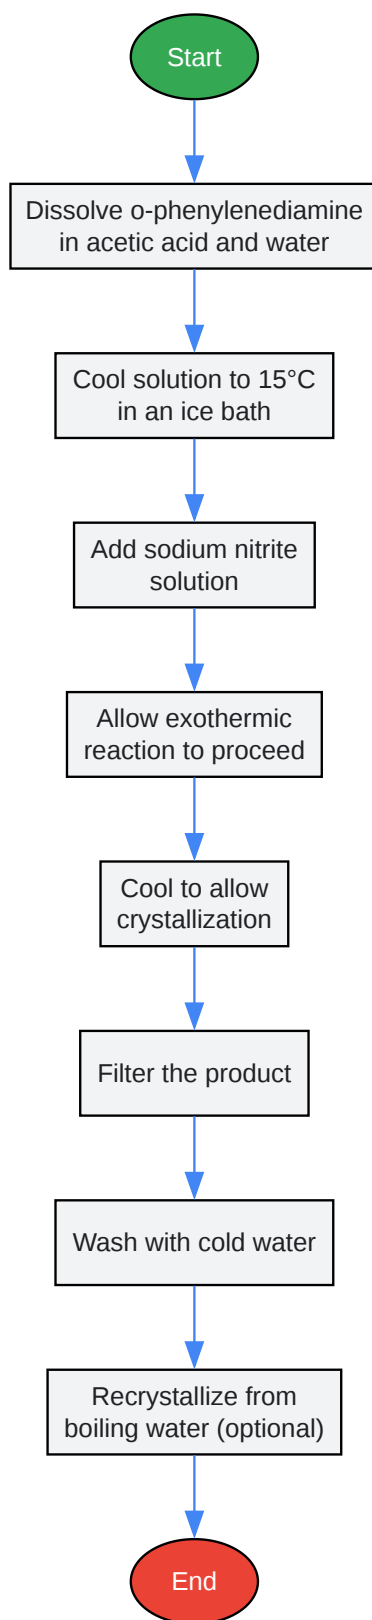 Start
Dissolve o-phenylenediamine
in acetic acid and water
Cool solution to 15°C
in an ice bath
Add sodium nitrite
solution
Allow exothermic
reaction to proceed
Cool to allow
crystallization
Filter the product
Wash with cold water
Recrystallize from
boiling water (optional)
End